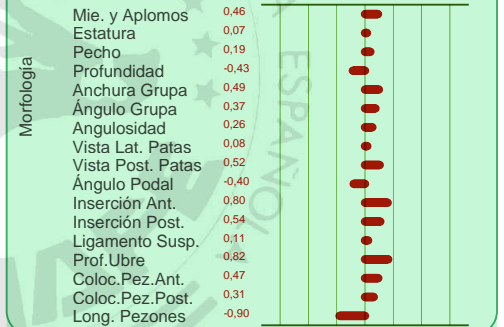 Morfología
Mie. y Aplomos 0,46
Estatura 0,07
Pecho 0,19
Profundidad -0,43
Anchura Grupa 0,49
Ángulo Grupa 0,37
Angulosidad 0,26
Vista Lat. Patas 0,08
Vista Post. Patas 0,52
Ángulo Podal -0,40
Inserción Ant. 0,80
Inserción Post. 0,54
Ligamento Susp. 0,11
Prof.Ubre 0,82
Coloc.Pez.Ant. 0,47
Coloc.Pez.Post. 0,31
Long. Pezones -0,90
ESPAÑOLA